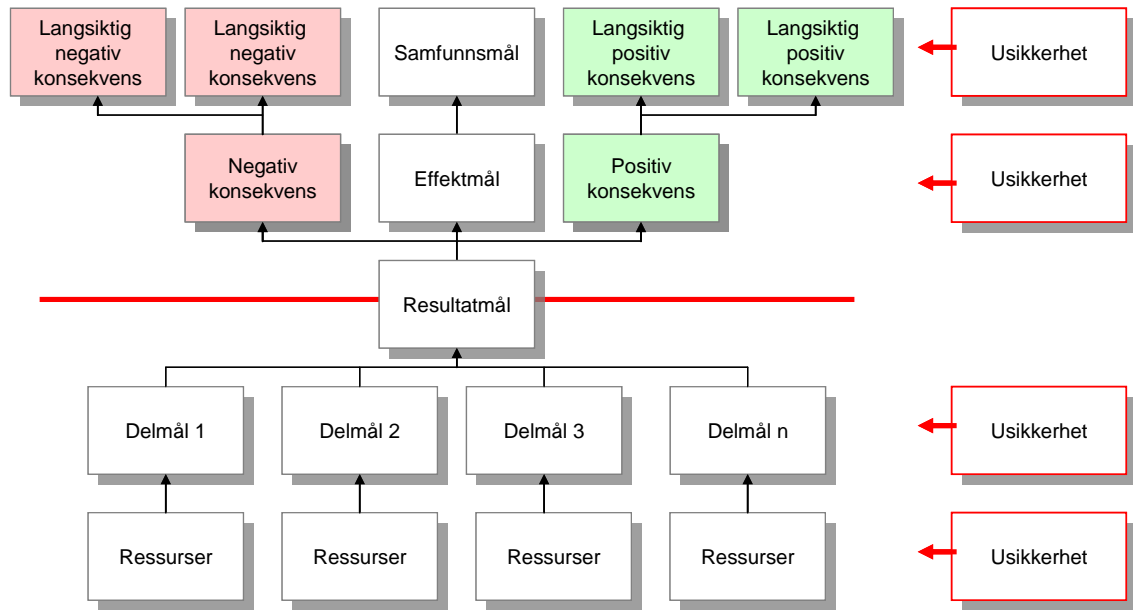 Langsiktig
negativ
konsekvens
Langsiktig
negativ
konsekvens
Samfunnsmål
Langsiktig
positiv
konsekvens
Langsiktig
positiv
konsekvens
Usikkerhet
Negativ
konsekvens
Effektmål
Positiv
konsekvens
Usikkerhet
Resultatmål
Delmål 1
Delmål 2
Delmål 3
Delmål n
Usikkerhet
Ressurser
Ressurser
Ressurser
Ressurser
Usikkerhet